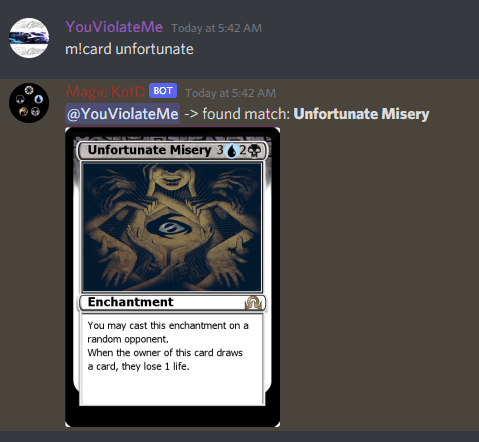 YouViolateMe Today at 5:42 AM
m!card unfortunate
Magic KotD BOT Today at 5:42 AM
@YouViolateMe -> found match: Unfortunate Misery
Unfortunate Misery 3 2
Enchantment
You may cast this enchantment on a
random opponent.
When the owner of this card draws
a card, they lose 1 life.